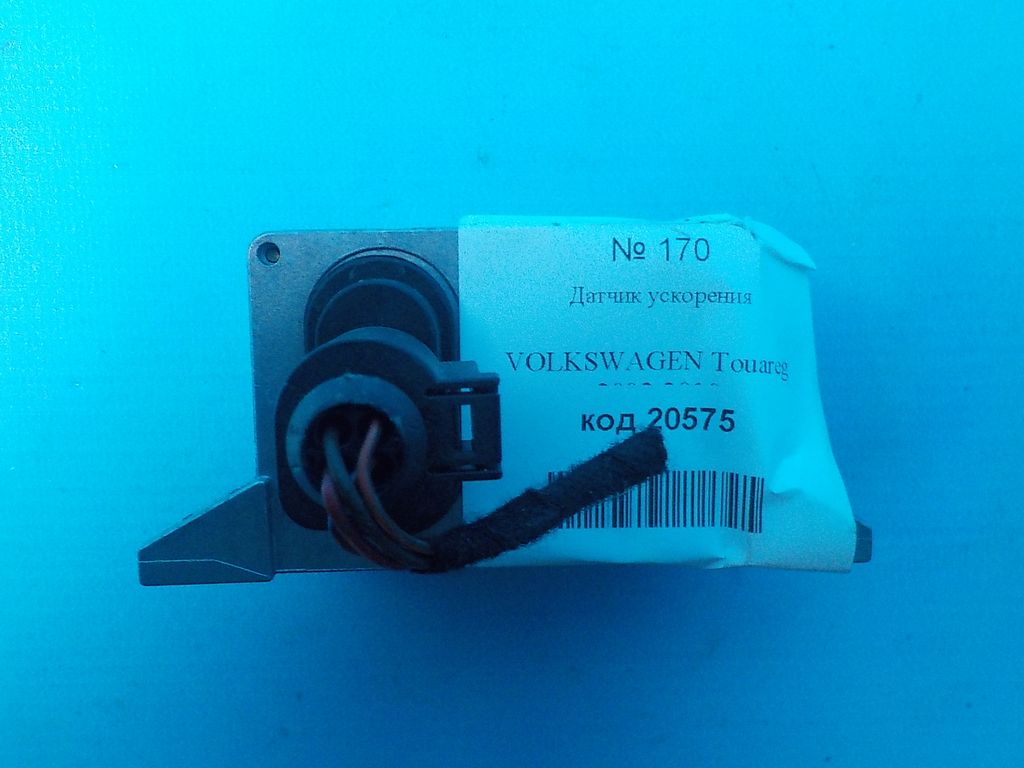 № 170
Датчик ускорения
VOLKSWAGEN Touareg
код 20575